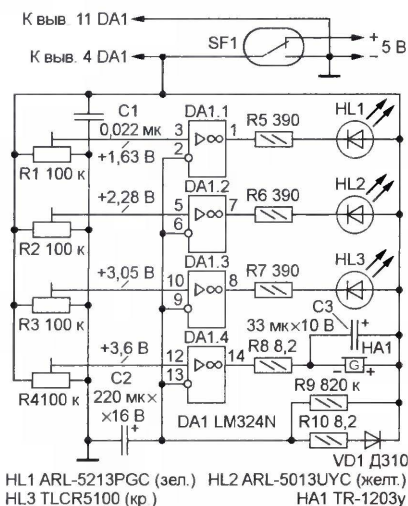 К выв. 11 DA1
К выв. 4 DA1
SF1
+
5 В
−
C1
0,022 мк
DA1.1
3
1
2
▷∞
R5 390
HL1
R1 100 к
+1,63 В
DA1.2
+2,28 В
5
7
6
▷∞
R6 390
HL2
R2 100 к
DA1.3
+3,05 В
10
8
9
▷∞
R7 390
HL3
R3 100 к
C3
33 мк×10 В
+
DA1.4
+3,6 В
12
14
13
▷∞
R8 8,2
HA1
− G +
R4100 к
C2
220 мк×
×16 В
+
R9 820 к
R10 8,2
DA1 LM324N
VD1 Д310
HL1 ARL-5213PGC (зел.) HL2 ARL-5013UYC (желт.)
HL3 TLCR5100 (кр.) HA1 TR-1203y